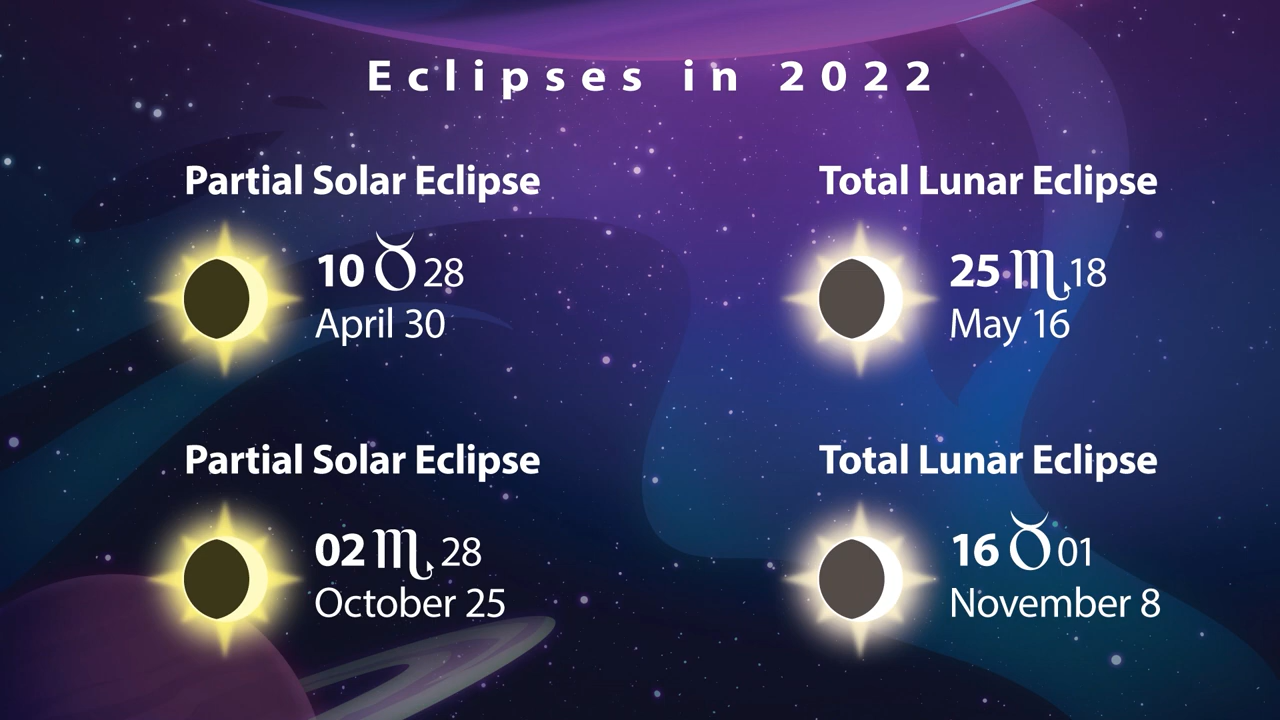 Eclipses in 2022
Partial Solar Eclipse
10 ♉ 28
April 30
Total Lunar Eclipse
25 ♏ 18
May 16
Partial Solar Eclipse
02 ♏ 28
October 25
Total Lunar Eclipse
16 ♉ 01
November 8